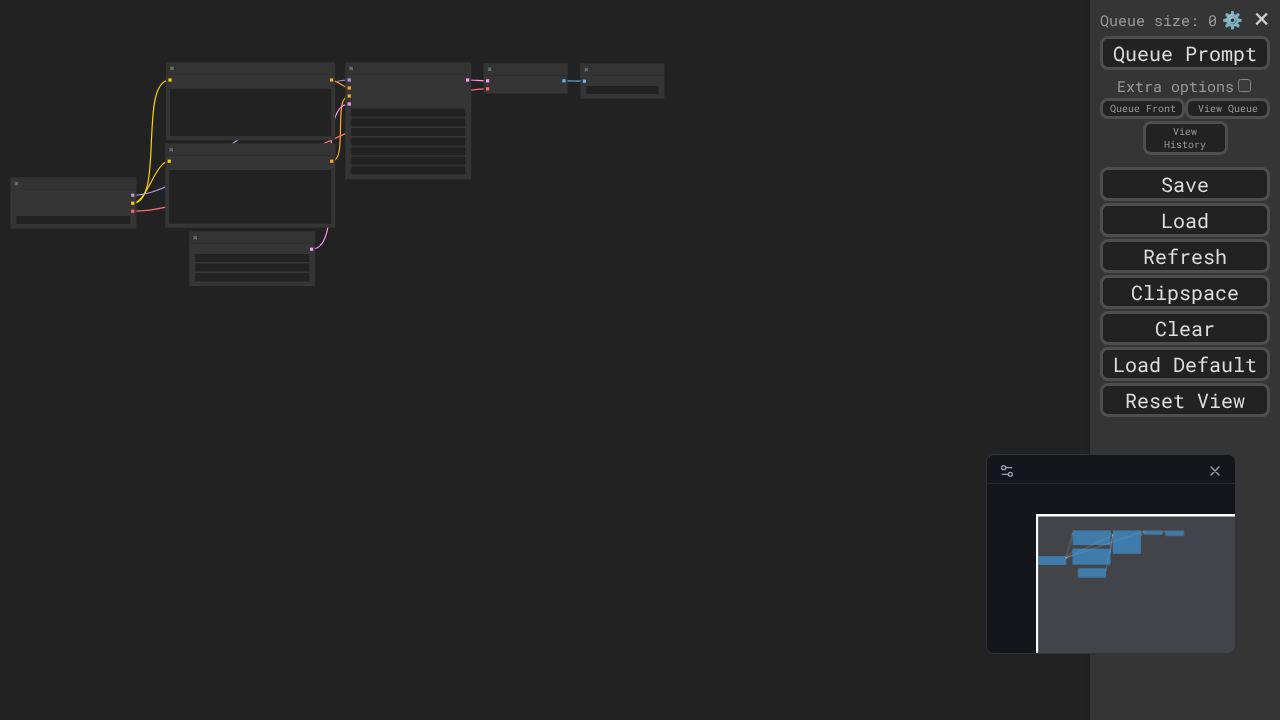 Queue size: 0
Queue Prompt
Extra options
Queue Front
View Queue
View
History
Save
Load
Refresh
Clipspace
Clear
Load Default
Reset View